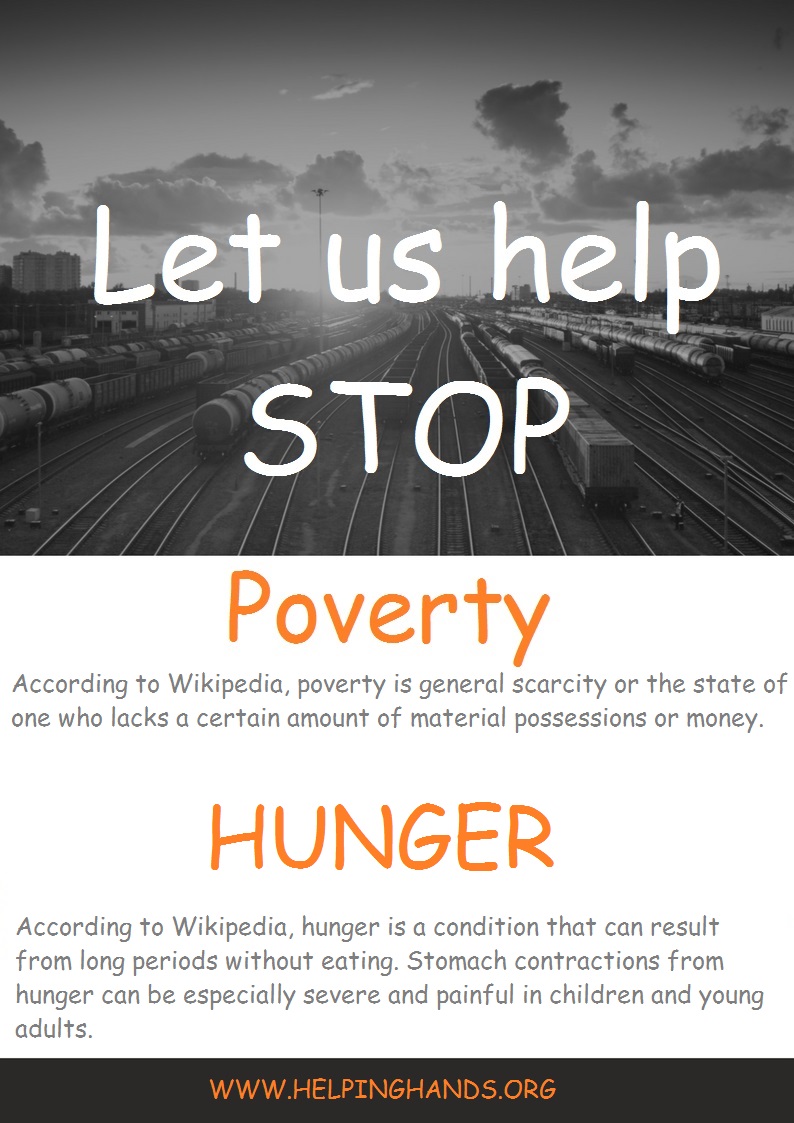 Let us help
STOP
Poverty
According to Wikipedia, poverty is general scarcity or the state of
one who lacks a certain amount of material possessions or money.
HUNGER
According to Wikipedia, hunger is a condition that can result
from long periods without eating. Stomach contractions from
hunger can be especially severe and painful in children and young
adults.
WWW.HELPINGHANDS.ORG